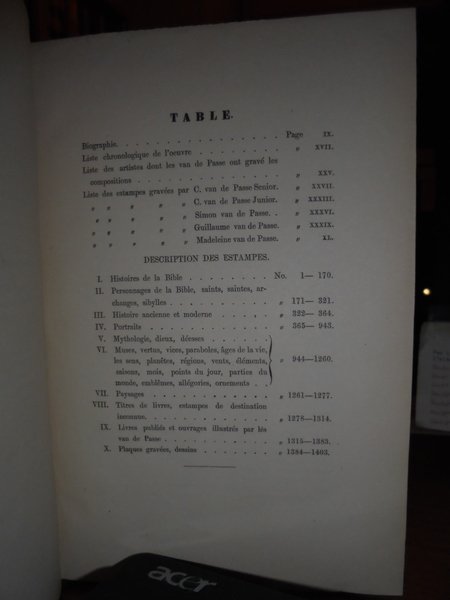 TABLE.
Biographie. . . . . . . . . . . . . . . Page IX.
Liste chronologique de l'oeuvre . . . . . . . . „ XVII.
Liste des artistes dont les van de Passe ont gravé les
compositions . . . . . . . . . . . . . „ XXV.
Liste des estampes gravées par C. van de Passe Senior. „ XXVII.
„ „ „ „ „ C. van de Passe Junior. „ XXXIII.
„ „ „ „ „ Simon van de Passe. . „ XXXVI.
„ „ „ „ „ Guillaume van de Passe. „ XXXIX.
„ „ „ „ „ Madeleine van de Passe. „ XL.
DESCRIPTION DES ESTAMPES.
I. Histoires de la Bible . . . . . . . . No. 1— 170.
II. Personnages de la Bible, saints, saintes, ar-
changes, sibylles . . . . . . . . . „ 171— 321.
III. Histoire ancienne et moderne . . . . . „ 322— 364.
IV. Portraits . . . . . . . . . . . . „ 365— 943.
V. Mythologie, dieux, déesses . . . . . .
VI. Muses, vertus, vices, paraboles, âges de la vie,
les sens, planètes, régions, vents, éléments, „ 944—1260.
saisons, mois, points du jour, parties du
monde, emblêmes, allégories, ornements . .
VII. Paysages . . . . . . . . . . . . „ 1261—1277.
VIII. Titres de livres, estampes de destination
inconnue. . . . . . . . . . . . . „ 1278—1314.
IX. Livres publiés et ouvrages illustrés par les
van de Passe . . . . . . . . . . . „ 1315—1383.
X. Plaques gravées, dessins . . . . . . . „ 1384—1403.
acer